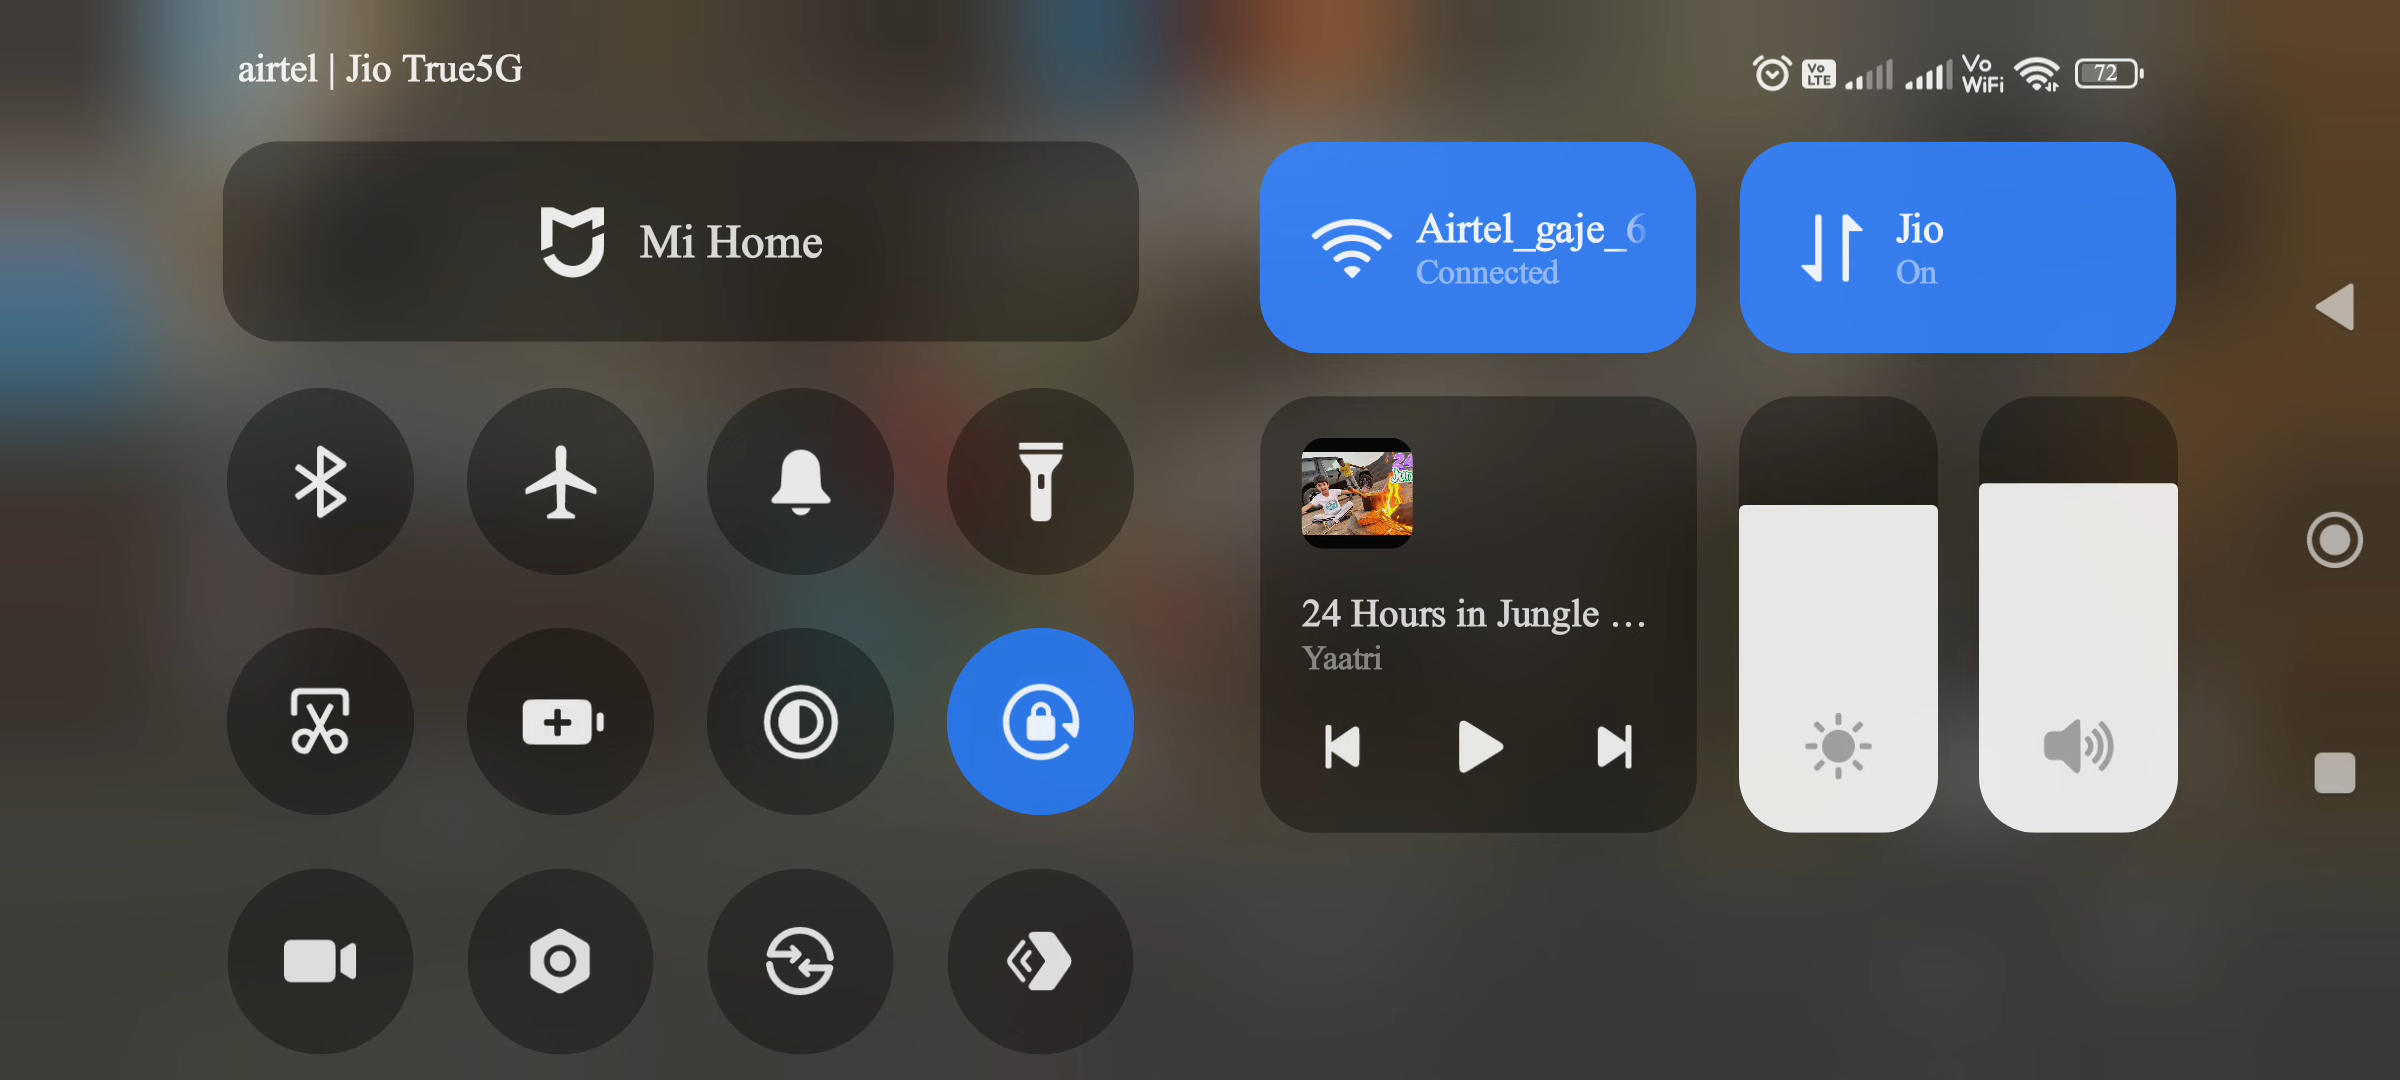 airtel | Jio True5G
Vo LTE
Vo WiFi
72
Mi Home
Airtel_gaje_6
Connected
Jio
On
24
24 Hours in Jungle ...
Yaatri